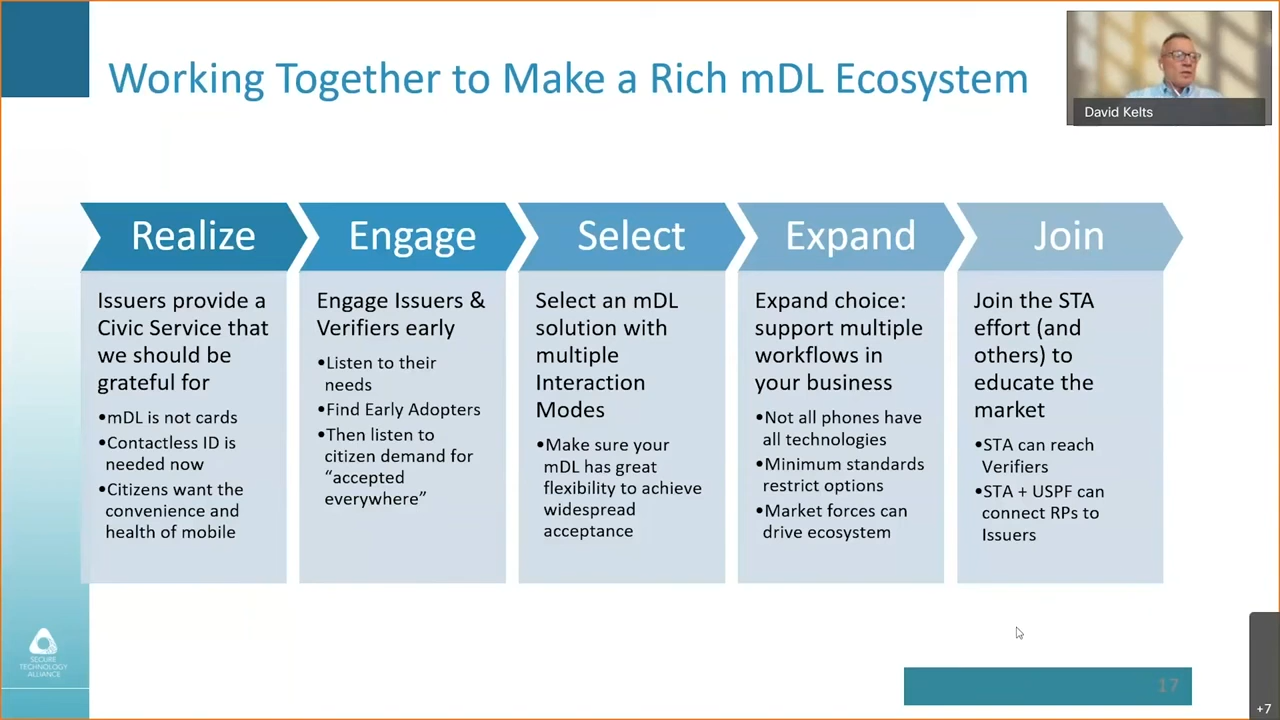 Working Together to Make a Rich mDL Ecosystem
David Kelts
Realize
Issuers provide a
Civic Service that
we should be
grateful for
•mDL is not cards
•Contactless ID is
needed now
•Citizens want the
convenience and
health of mobile
Engage
Engage Issuers &
Verifiers early
•Listen to their
needs
•Find Early Adopters
•Then listen to
citizen demand for
“accepted
everywhere”
Select
Select an mDL
solution with
multiple
Interaction
Modes
•Make sure your
mDL has great
flexibility to achieve
widespread
acceptance
Expand
Expand choice:
support multiple
workflows in
your business
•Not all phones have
all technologies
•Minimum standards
restrict options
•Market forces can
drive ecosystem
Join
Join the STA
effort (and
others) to
educate the
market
•STA can reach
Verifiers
•STA + USPF can
connect RPs to
Issuers
SECURE
TECHNOLOGY
ALLIANCE
17
+7